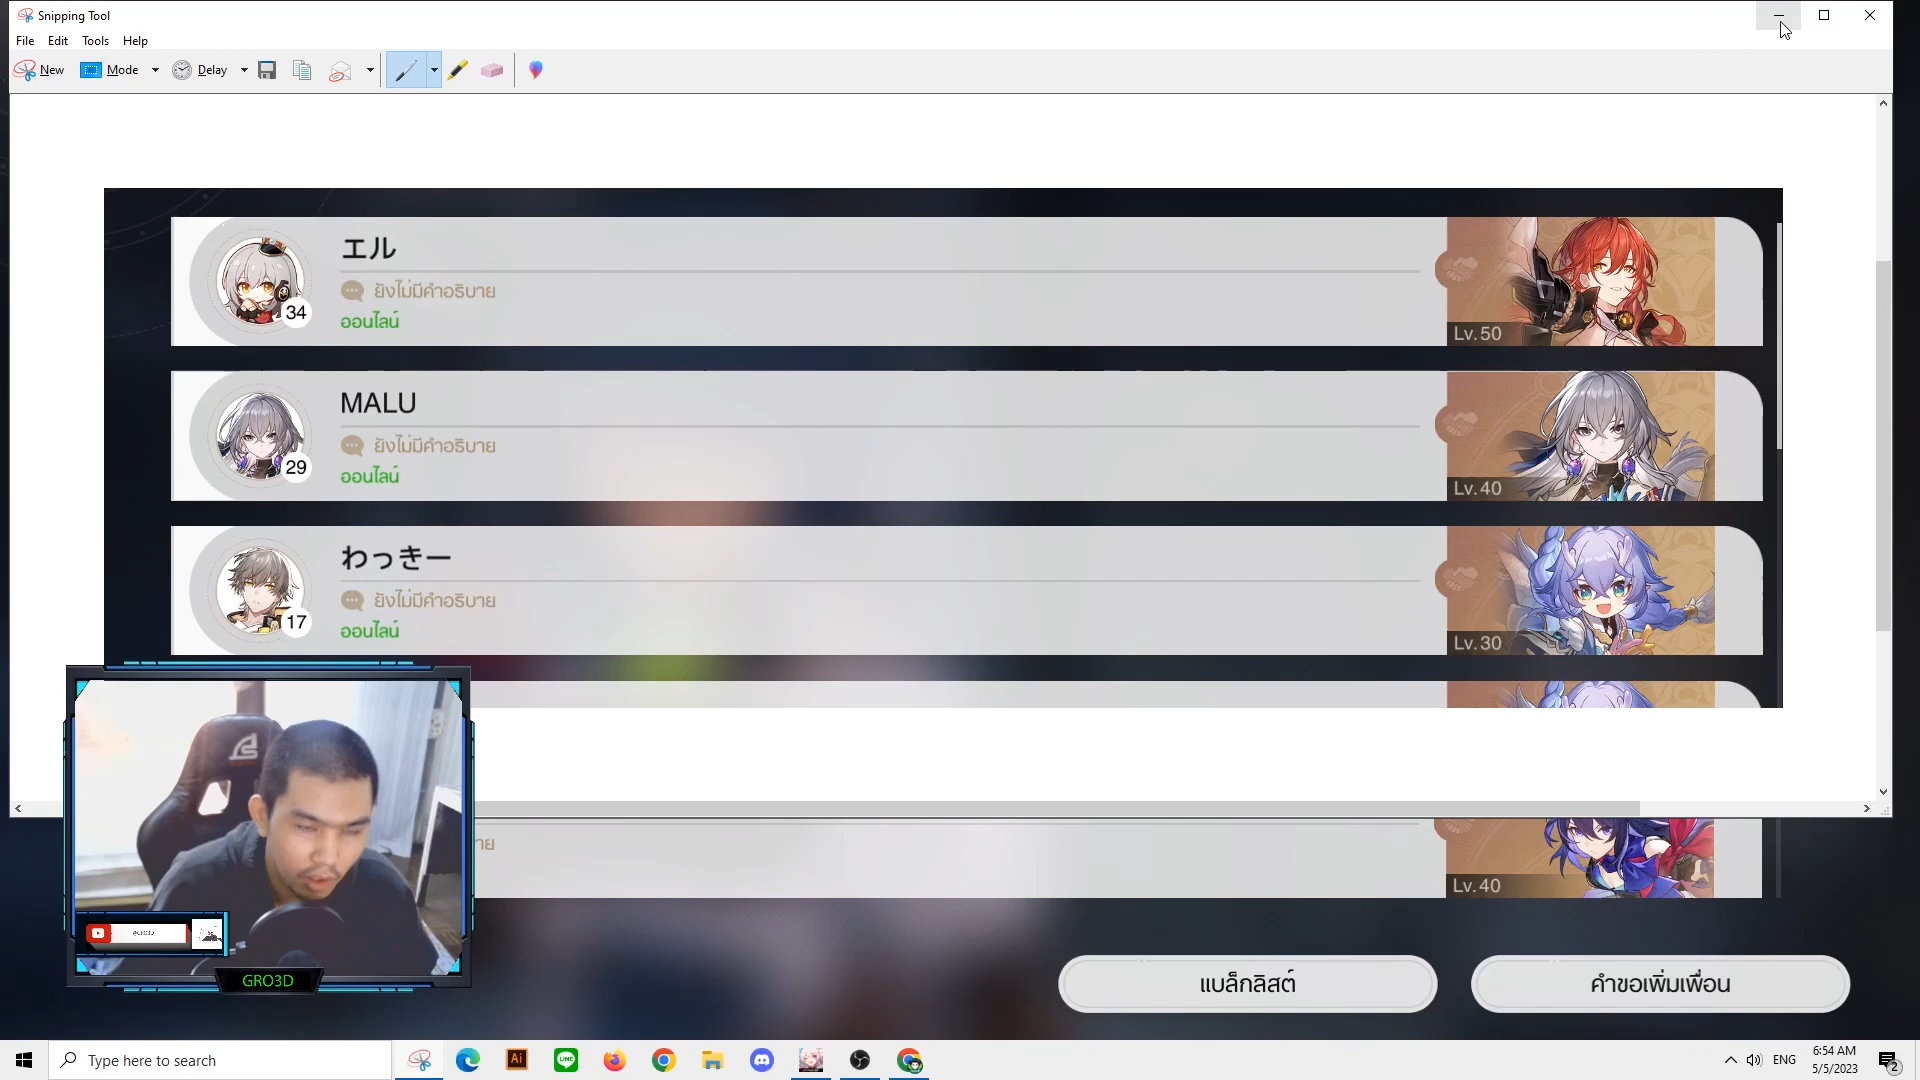 Snipping Tool
File Edit Tools Help
New Mode Delay
エル
ยังไม่มีคำอธิบาย
ออนไลน์
34
Lv.50
MALU
ยังไม่มีคำอธิบาย
ออนไลน์
29
Lv.40
わっきー
ยังไม่มีคำอธิบาย
ออนไลน์
17
Lv.30
าย
Lv.40
GRO3D
แบล็กลิสต์
คำขอเพิ่มเพื่อน
Type here to search
Ai
LINE
ENG
6:54 AM
5/5/2023
2